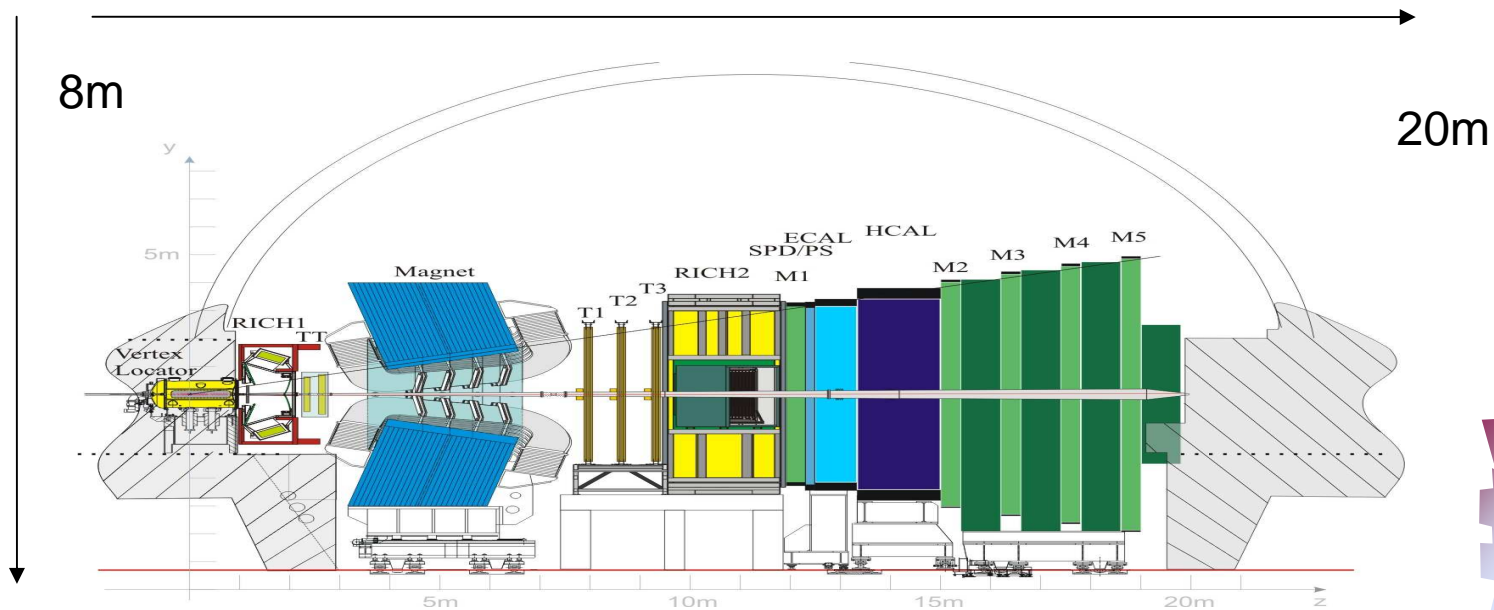 8m
20m
y
5m
ECAL
HCAL
SPD/PS
M1
M2
M3
M4
M5
RICH2
Magnet
T1
T2
T3
RICH1
TT
Vertex
Locator
5m
10m
15m
20m
z